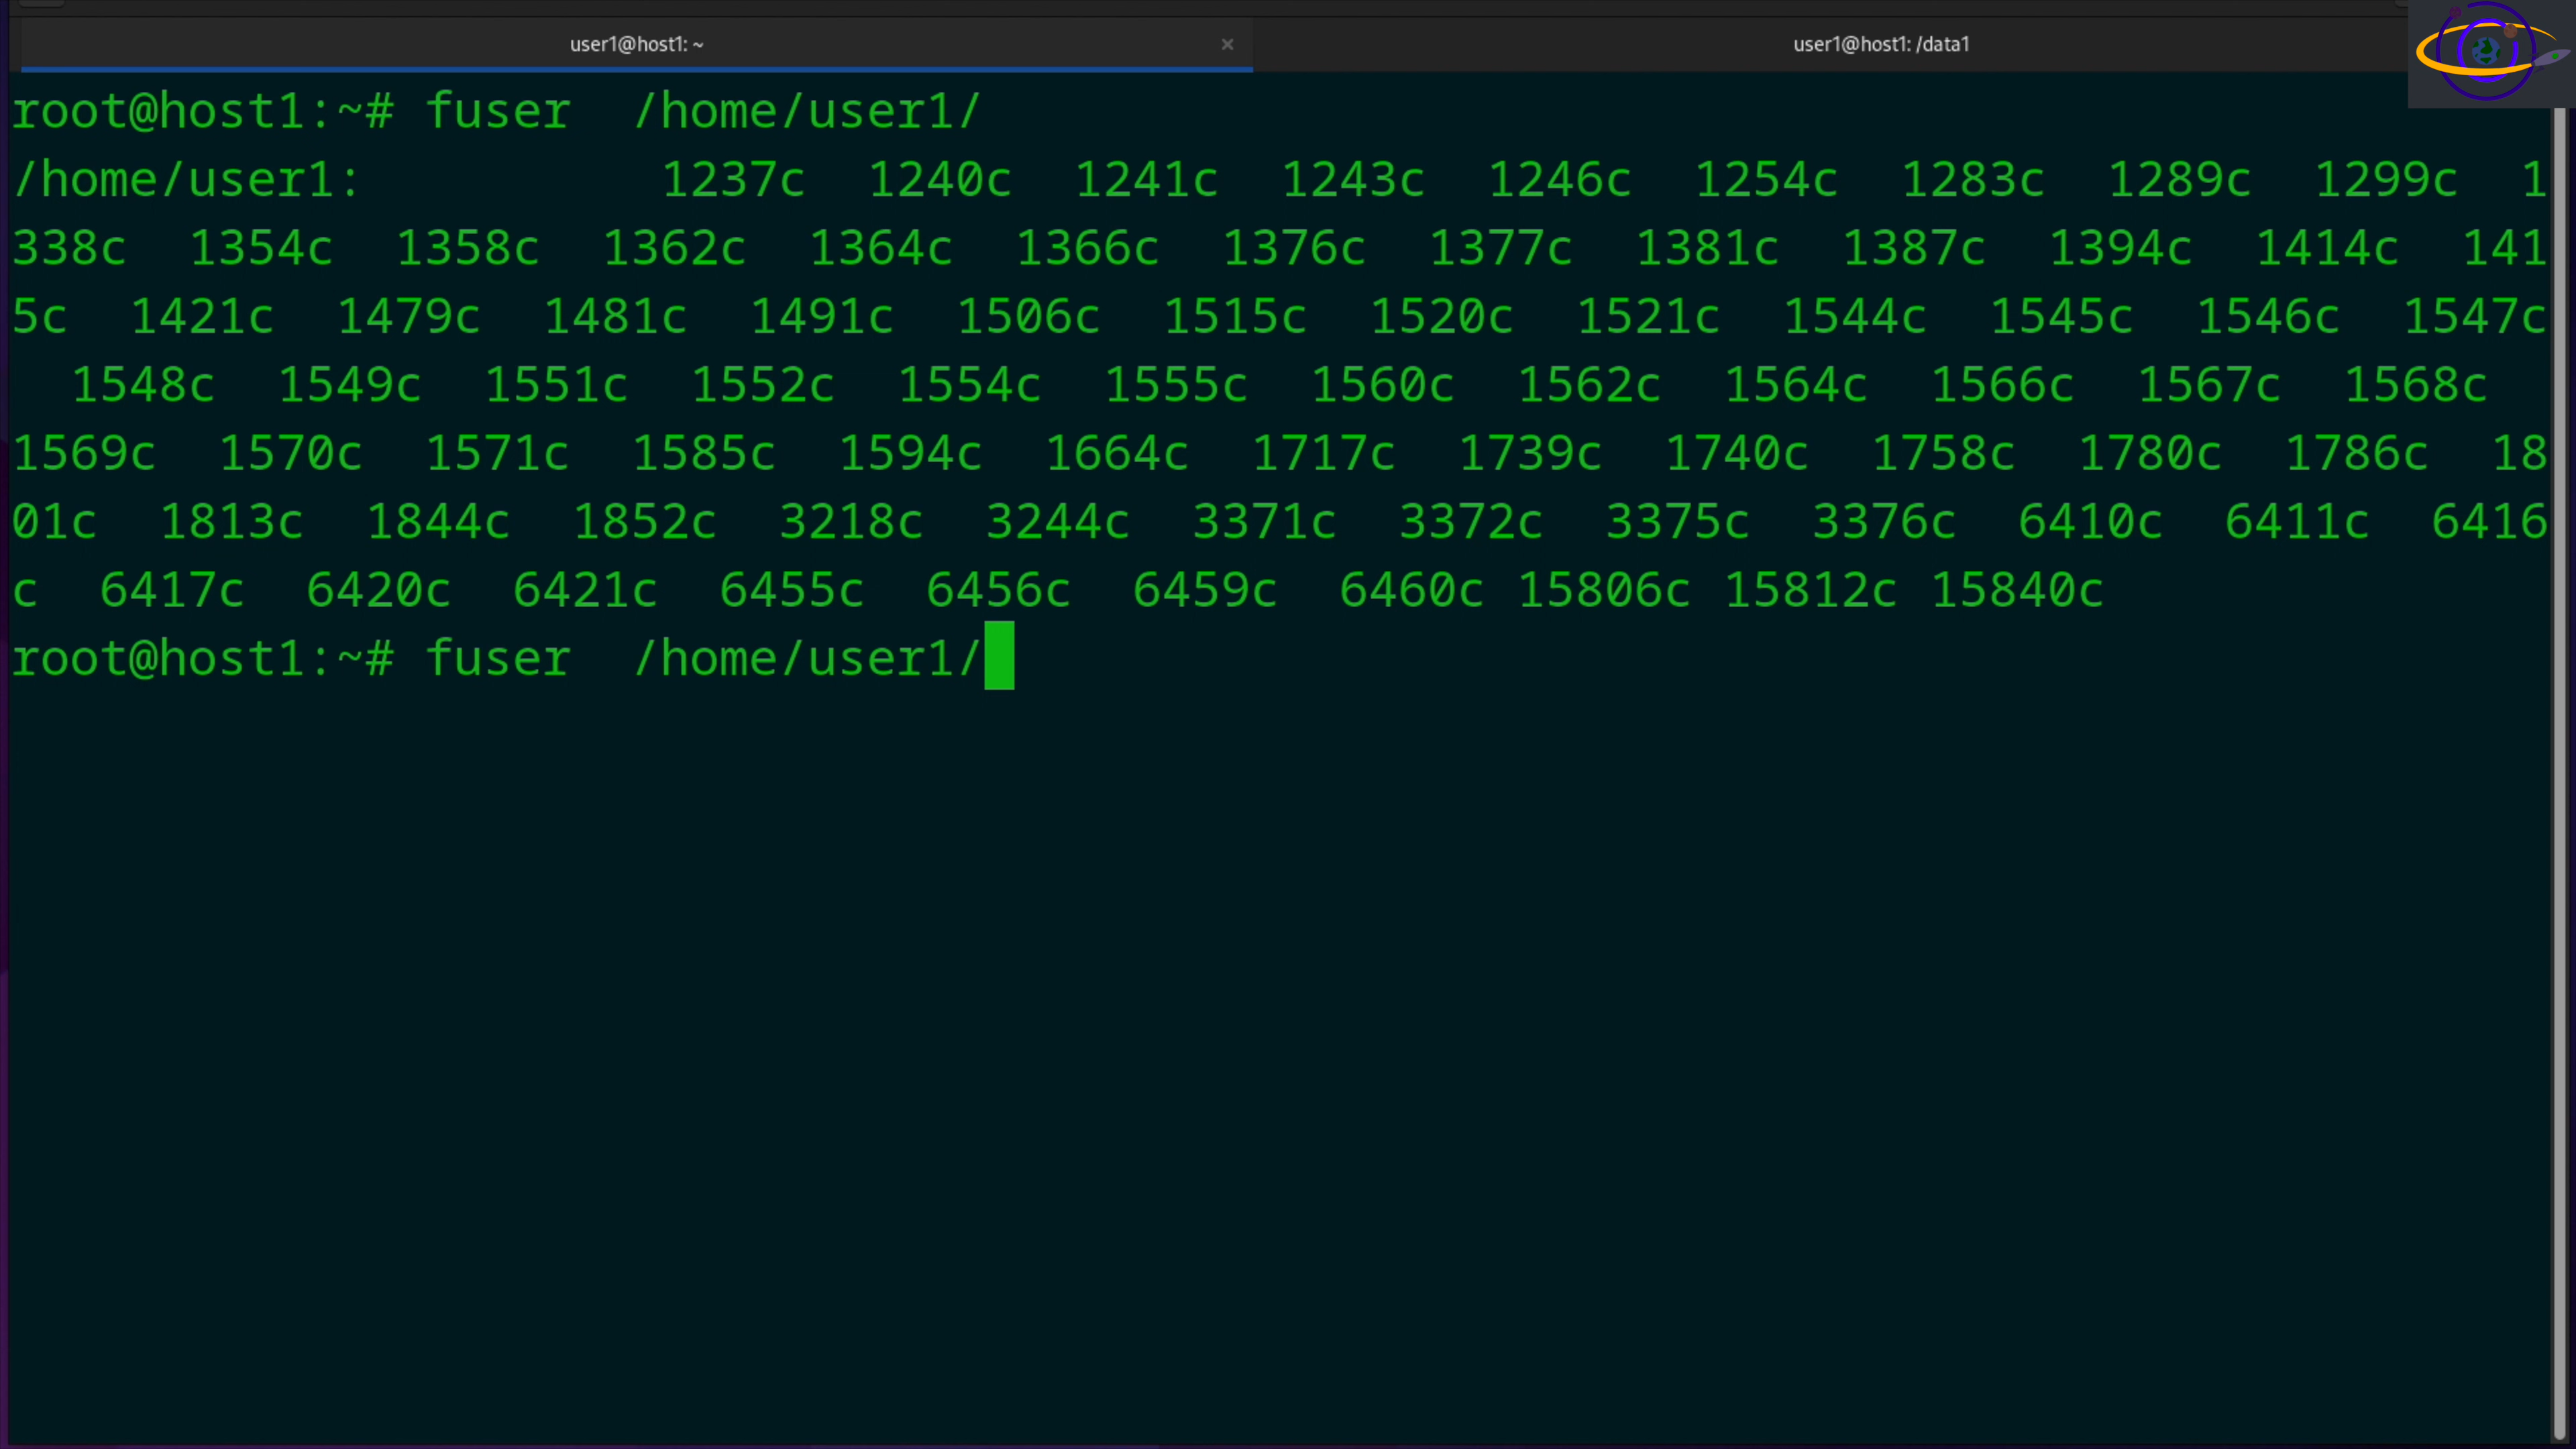 user1@host1: ~ × user1@host1: /data1
root@host1:~# fuser  /home/user1/
/home/user1:          1237c  1240c  1241c  1243c  1246c  1254c  1283c  1289c  1299c  1
338c  1354c  1358c  1362c  1364c  1366c  1376c  1377c  1381c  1387c  1394c  1414c  141
5c  1421c  1479c  1481c  1491c  1506c  1515c  1520c  1521c  1544c  1545c  1546c  1547c
  1548c  1549c  1551c  1552c  1554c  1555c  1560c  1562c  1564c  1566c  1567c  1568c
1569c  1570c  1571c  1585c  1594c  1664c  1717c  1739c  1740c  1758c  1780c  1786c  18
01c  1813c  1844c  1852c  3218c  3244c  3371c  3372c  3375c  3376c  6410c  6411c  6416
c  6417c  6420c  6421c  6455c  6456c  6459c  6460c 15806c 15812c 15840c
root@host1:~# fuser  /home/user1/